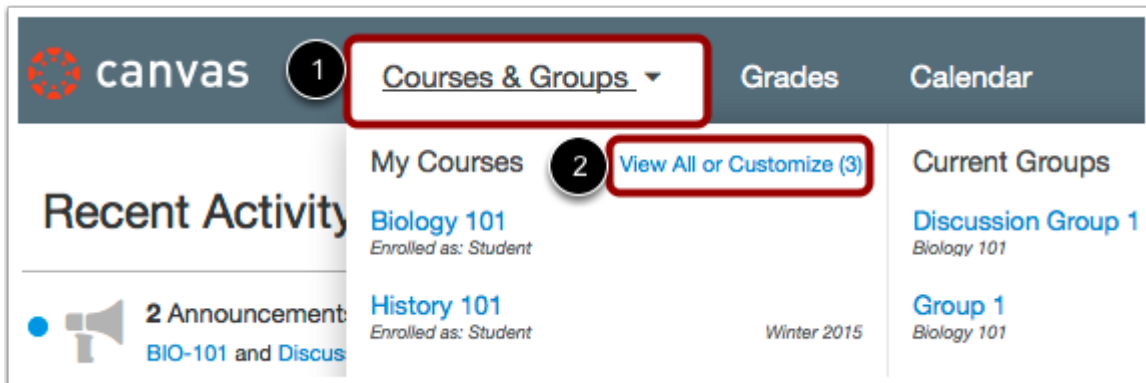 canvas 1 Courses & Groups Grades Calendar
My Courses 2 View All or Customize (3)
Biology 101
Enrolled as: Student
History 101
Enrolled as: Student Winter 2015
Current Groups
Discussion Group 1
Biology 101
Group 1
Biology 101
Recent Activity
2 Announcement
BIO-101 and Discus